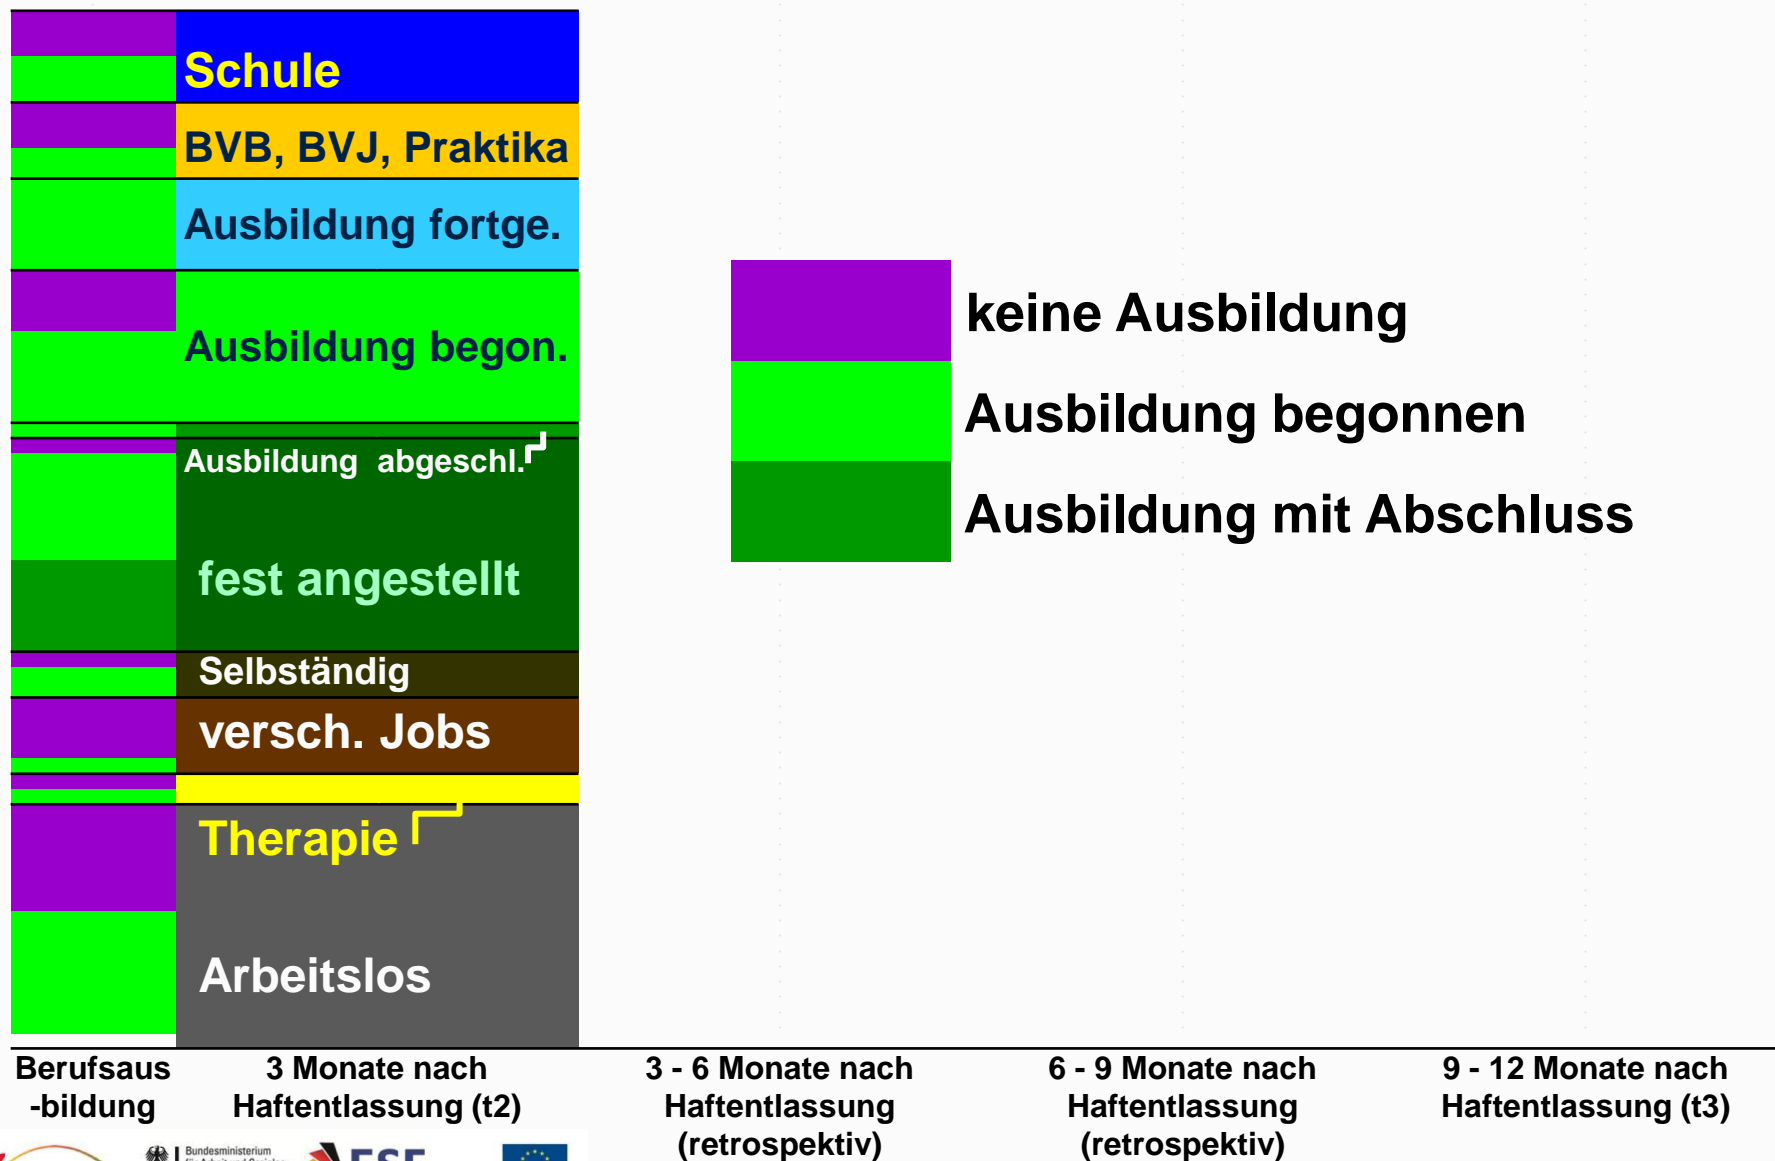 Schule
BVB, BVJ, Praktika
Ausbildung fortge.
Ausbildung begon.
Ausbildung abgeschl.
fest angestellt
Selbständig
versch. Jobs
Therapie
Arbeitslos
keine Ausbildung
Ausbildung begonnen
Ausbildung mit Abschluss
Berufsaus
-bildung
3 Monate nach
Haftentlassung (t2)
3 - 6 Monate nach
Haftentlassung
(retrospektiv)
6 - 9 Monate nach
Haftentlassung
(retrospektiv)
9 - 12 Monate nach
Haftentlassung (t3)
Bundesministerium
ESF